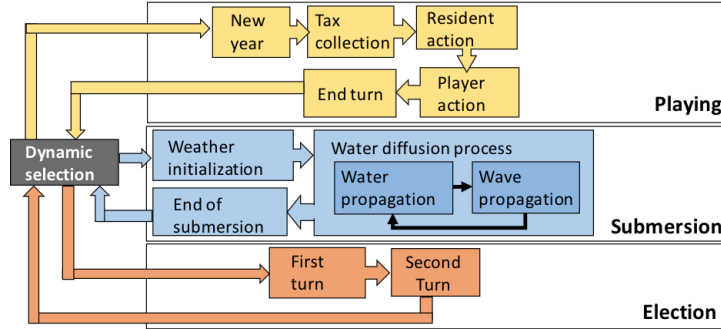 New
year
Tax
collection
Resident
action
End turn
Player
action
Playing
Dynamic
selection
Weather
initialization
Water diffusion process
Water
propagation
Wave
propagation
End of
submersion
Submersion
First
turn
Second
Turn
Election